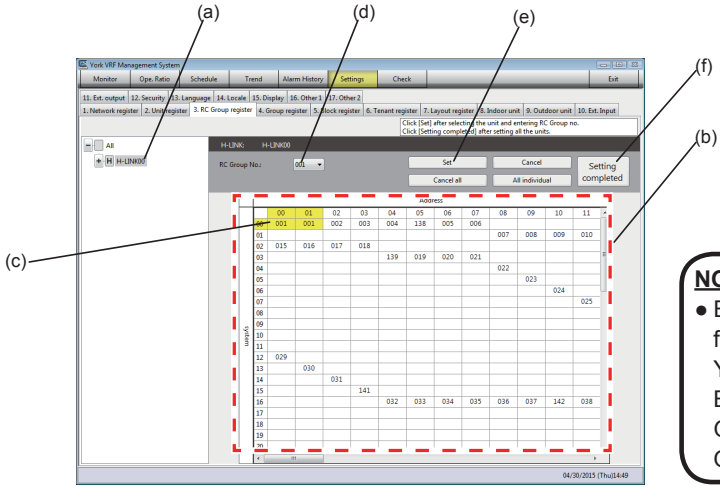 (a)
(d)
(e)
(f)
(b)
(c)
York VRF Management System
Monitor Ope. Ratio Schedule Trend Alarm History Settings Check Exit
11. Ext. output 12. Security 13. Language 14. Locale 15. Display 16. Other 1 17. Other 2
1. Network register 2. Unit register 3. RC Group register 4. Group register 5. Block register 6. Tenant register 7. Layout register 8. Indoor unit 9. Outdoor unit 10. Ext. Input
Click [Set] after selecting the unit and entering RC Group no.
Click [Setting completed] after setting all the units.
All
H H-LINK00
H-LINK: H-LINK00
RC Group No.: 001
Set Cancel
Cancel all All individual
Setting
completed
Address
00 01 02 03 04 05 06 07 08 09 10 11
system
00 001 001 002 003 004 138 005 006
01 007 008 009 010
02 015 016 017 018
03 139 019 020 021
04 022
05 023
06 024
07 025
08
09
10
11
12 029
13 030
14 031
15 141
16 032 033 034 035 036 037 142 038
17
18
19
20
04/30/2015 (Thu)14:49